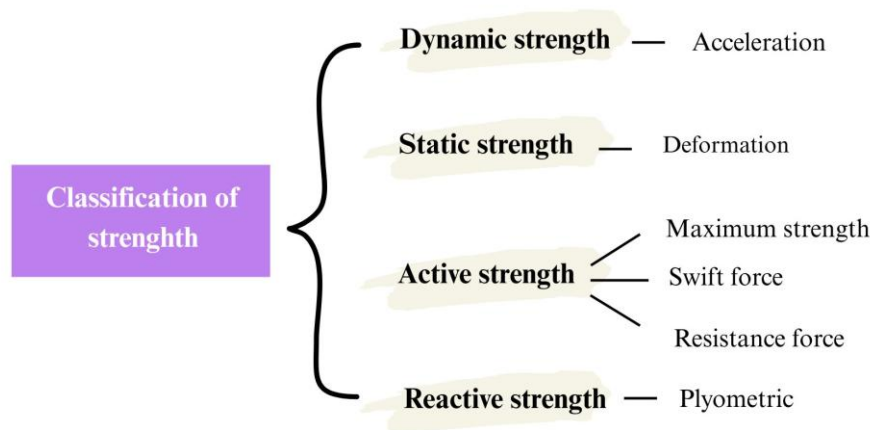 Classification of
strenghth
Dynamic strength
Acceleration
Static strength
Deformation
Active strength
Maximum strength
Swift force
Resistance force
Reactive strength
Plyometric